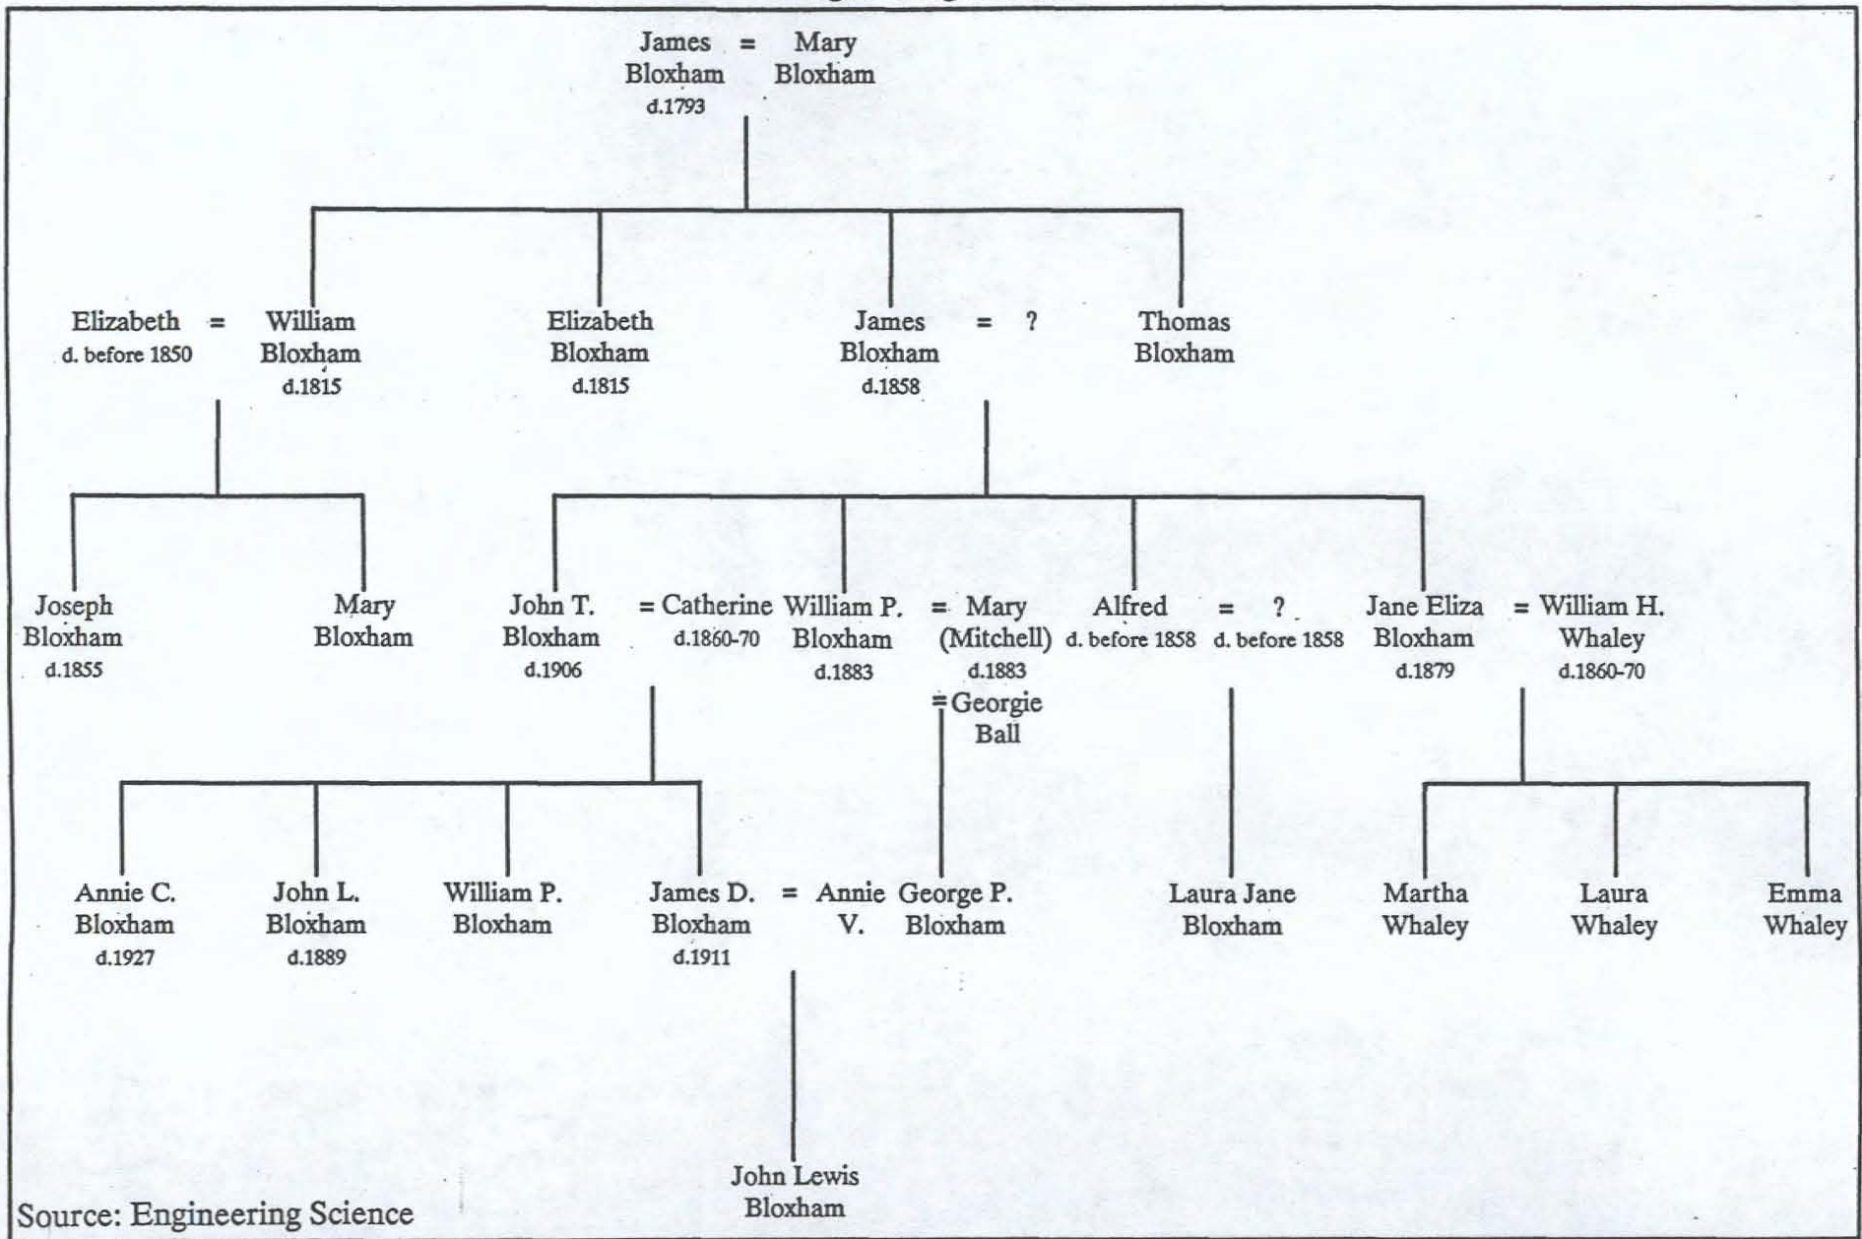 James = Mary
Bloxham Bloxham
d.1793
Elizabeth = William Elizabeth James = ? Thomas
d. before 1850 Bloxham Bloxham Bloxham Bloxham
d.1815 d.1815 d.1858
Joseph Mary John T. = Catherine William P. = Mary Alfred = ? Jane Eliza = William H.
Bloxham Bloxham Bloxham d.1860-70 Bloxham (Mitchell) d. before 1858 d. before 1858 Bloxham Whaley
d.1855 d.1906 d.1883 d.1883 d.1879 d.1860-70
= Georgie
Ball
Annie C. John L. William P. James D. = Annie George P. Laura Jane Martha Laura Emma
Bloxham Bloxham Bloxham Bloxham V. Bloxham Bloxham Whaley Whaley Whaley
d.1927 d.1889 d.1911
John Lewis
Bloxham
Source: Engineering Science